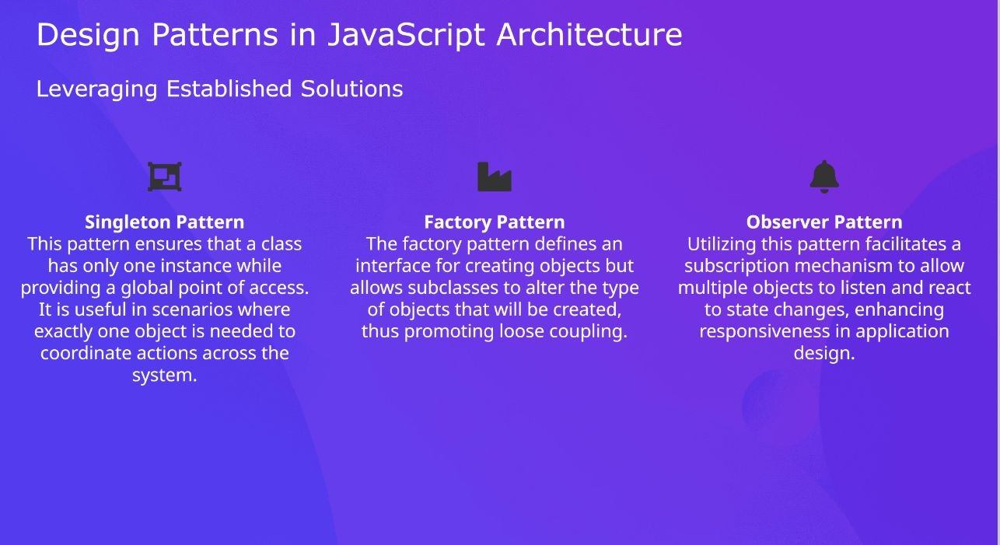 Design Patterns in JavaScript Architecture
Leveraging Established Solutions
Singleton Pattern
This pattern ensures that a class
has only one instance while
providing a global point of access.
It is useful in scenarios where
exactly one object is needed to
coordinate actions across the
system.
Factory Pattern
The factory pattern defines an
interface for creating objects but
allows subclasses to alter the type
of objects that will be created,
thus promoting loose coupling.
Observer Pattern
Utilizing this pattern facilitates a
subscription mechanism to allow
multiple objects to listen and react
to state changes, enhancing
responsiveness in application
design.